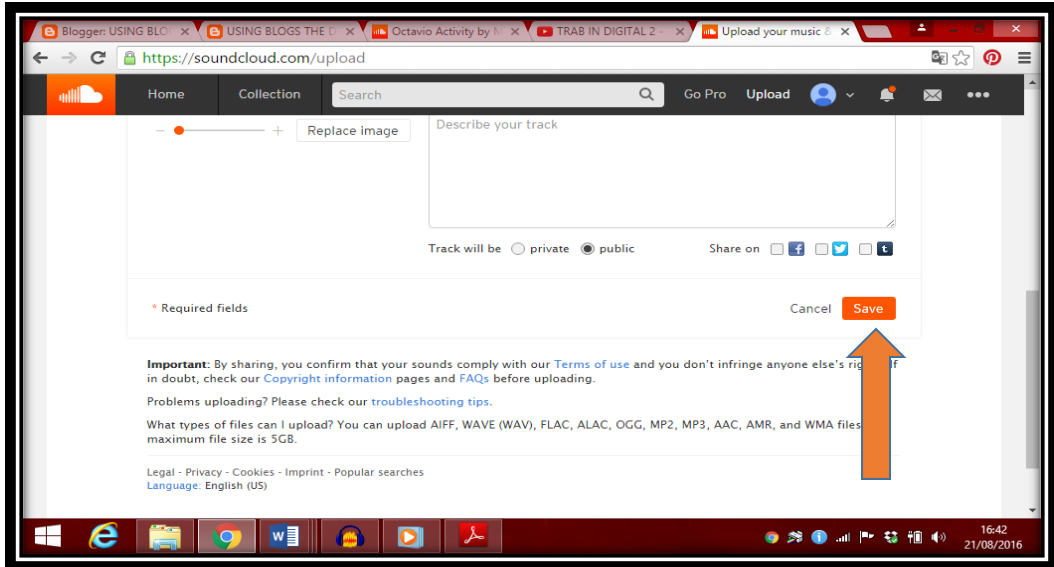 Blogger: USING BLO
USING BLOGS THE D
Octavio Activity by M
TRAB IN DIGITAL 2 -
Upload your music &
https://soundcloud.com/upload
Home Collection Search Go Pro Upload
Replace image
Describe your track
Track will be private public Share on
* Required fields
Cancel Save
Important: By sharing, you confirm that your sounds comply with our Terms of use and you don't infringe anyone else's
in doubt, check our Copyright information pages and FAQs before uploading.
Problems uploading? Please check our troubleshooting tips.
What types of files can I upload? You can upload AIFF, WAVE (WAV), FLAC, ALAC, OGG, MP2, MP3, AAC, AMR, and WMA files
maximum file size is 5GB.
Legal - Privacy - Cookies - Imprint - Popular searches
Language: English (US)
16:42
21/08/2016